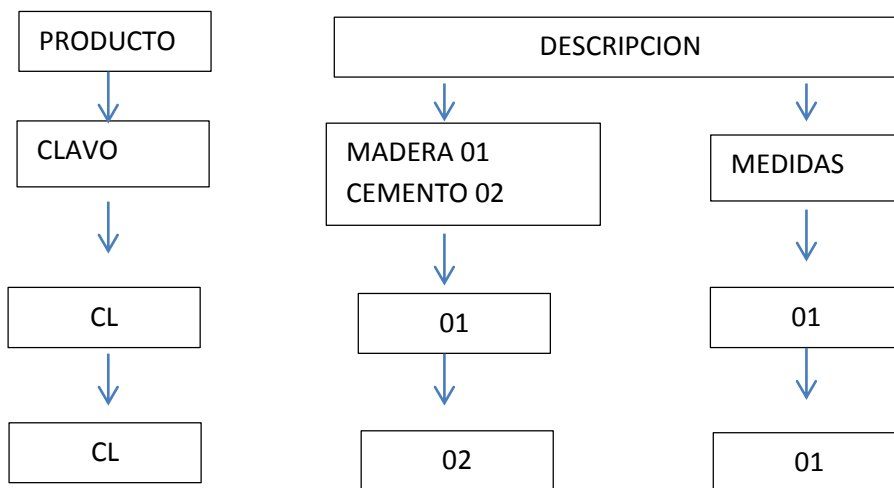 PRODUCTO
DESCRIPCION
CLAVO
MADERA 01
CEMENTO 02
MEDIDAS
CL
01
01
CL
02
01